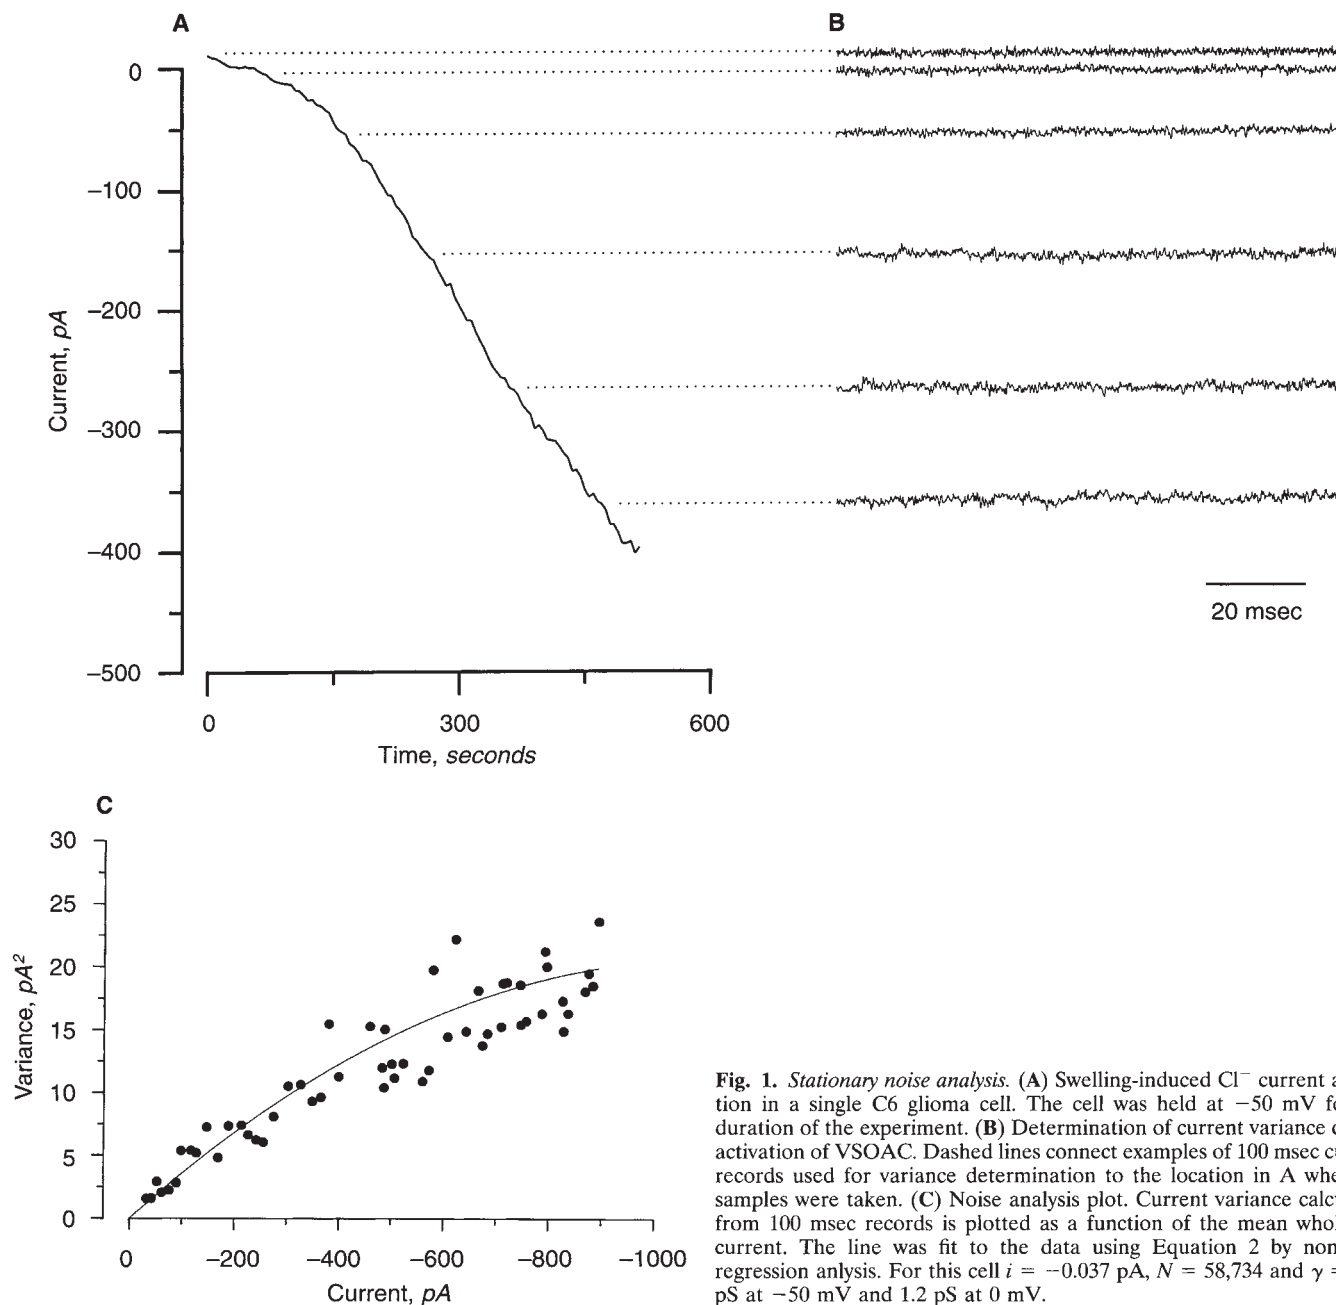 A
B
0
−100
−200
−300
−400
−500
Current, pA
0
300
600
Time, seconds
20 msec
C
30
25
20
15
10
5
0
Variance, pA²
0
−200
−400
−600
−800
−1000
Current, pA
Fig. 1. Stationary noise analysis. (A) Swelling-induced Cl⁻ current
tion in a single C6 glioma cell. The cell was held at −50 mV
duration of the experiment. (B) Determination of current variance
activation of VSOAC. Dashed lines connect examples of 100 msec
records used for variance determination to the location in A
samples were taken. (C) Noise analysis plot. Current variance
from 100 msec records is plotted as a function of the mean
current. The line was fit to the data using Equation 2 by
regression anlysis. For this cell i = −0.037 pA, N = 58,734 and γ =
pS at −50 mV and 1.2 pS at 0 mV.